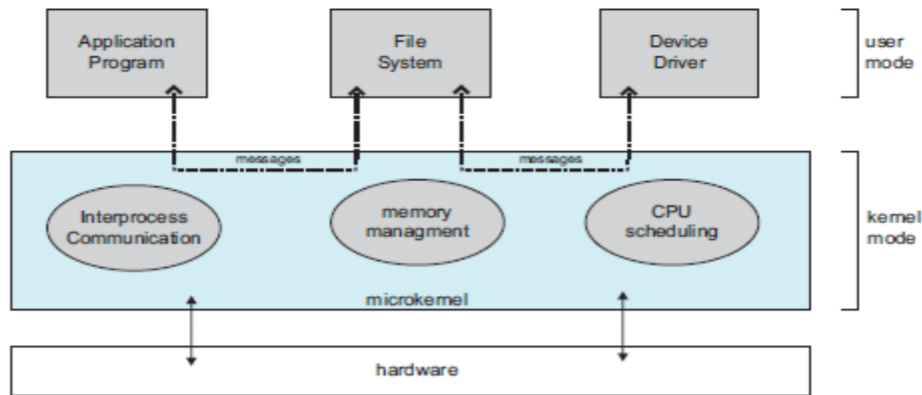 Application
Program
File
System
Device
Driver
user
mode
messages
messages
Interprocess
Communication
memory
managment
CPU
scheduling
kernel
mode
microkernel
hardware